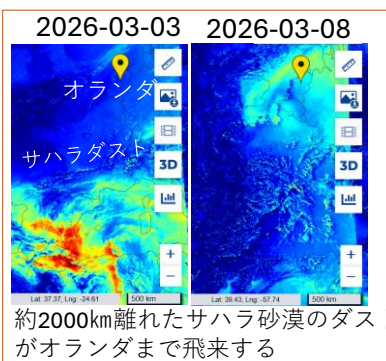 2026-03-03
2026-03-08
オランダ
サハラダスト
3D
3D
Lat: 37.37, Lng: -24.61
500 km
Lat: 39.43, Lng: -57.74
500 km
約2000㎞離れたサハラ砂漠のダス
がオランダまで飛来する